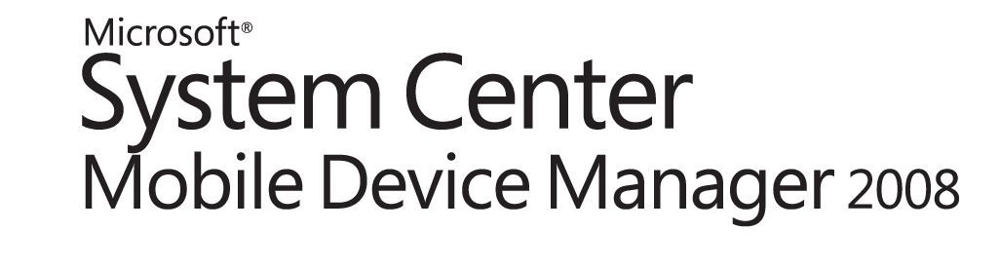 Microsoft®
System Center
Mobile Device Manager 2008